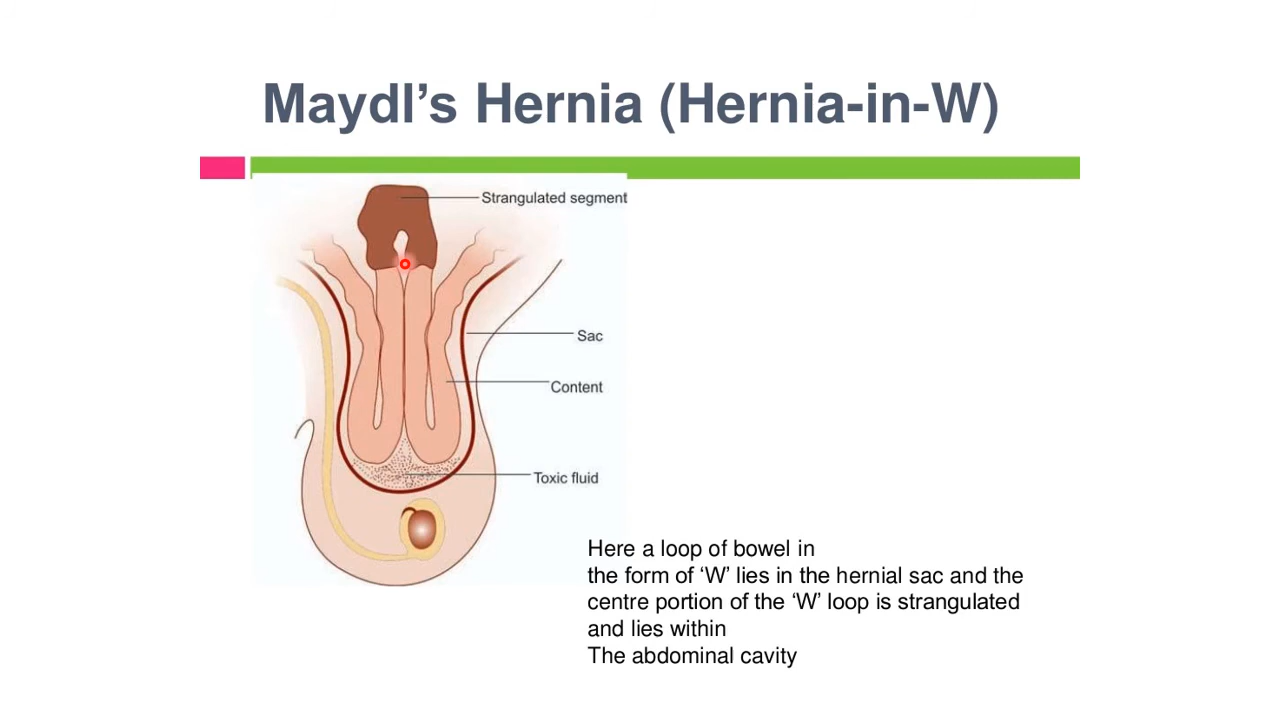 Maydl’s Hernia (Hernia-in-W)
Strangulated segment
Sac
Content
Toxic fluid
Here a loop of bowel in
the form of ‘W’ lies in the hernial sac and the
centre portion of the ‘W’ loop is strangulated
and lies within
The abdominal cavity